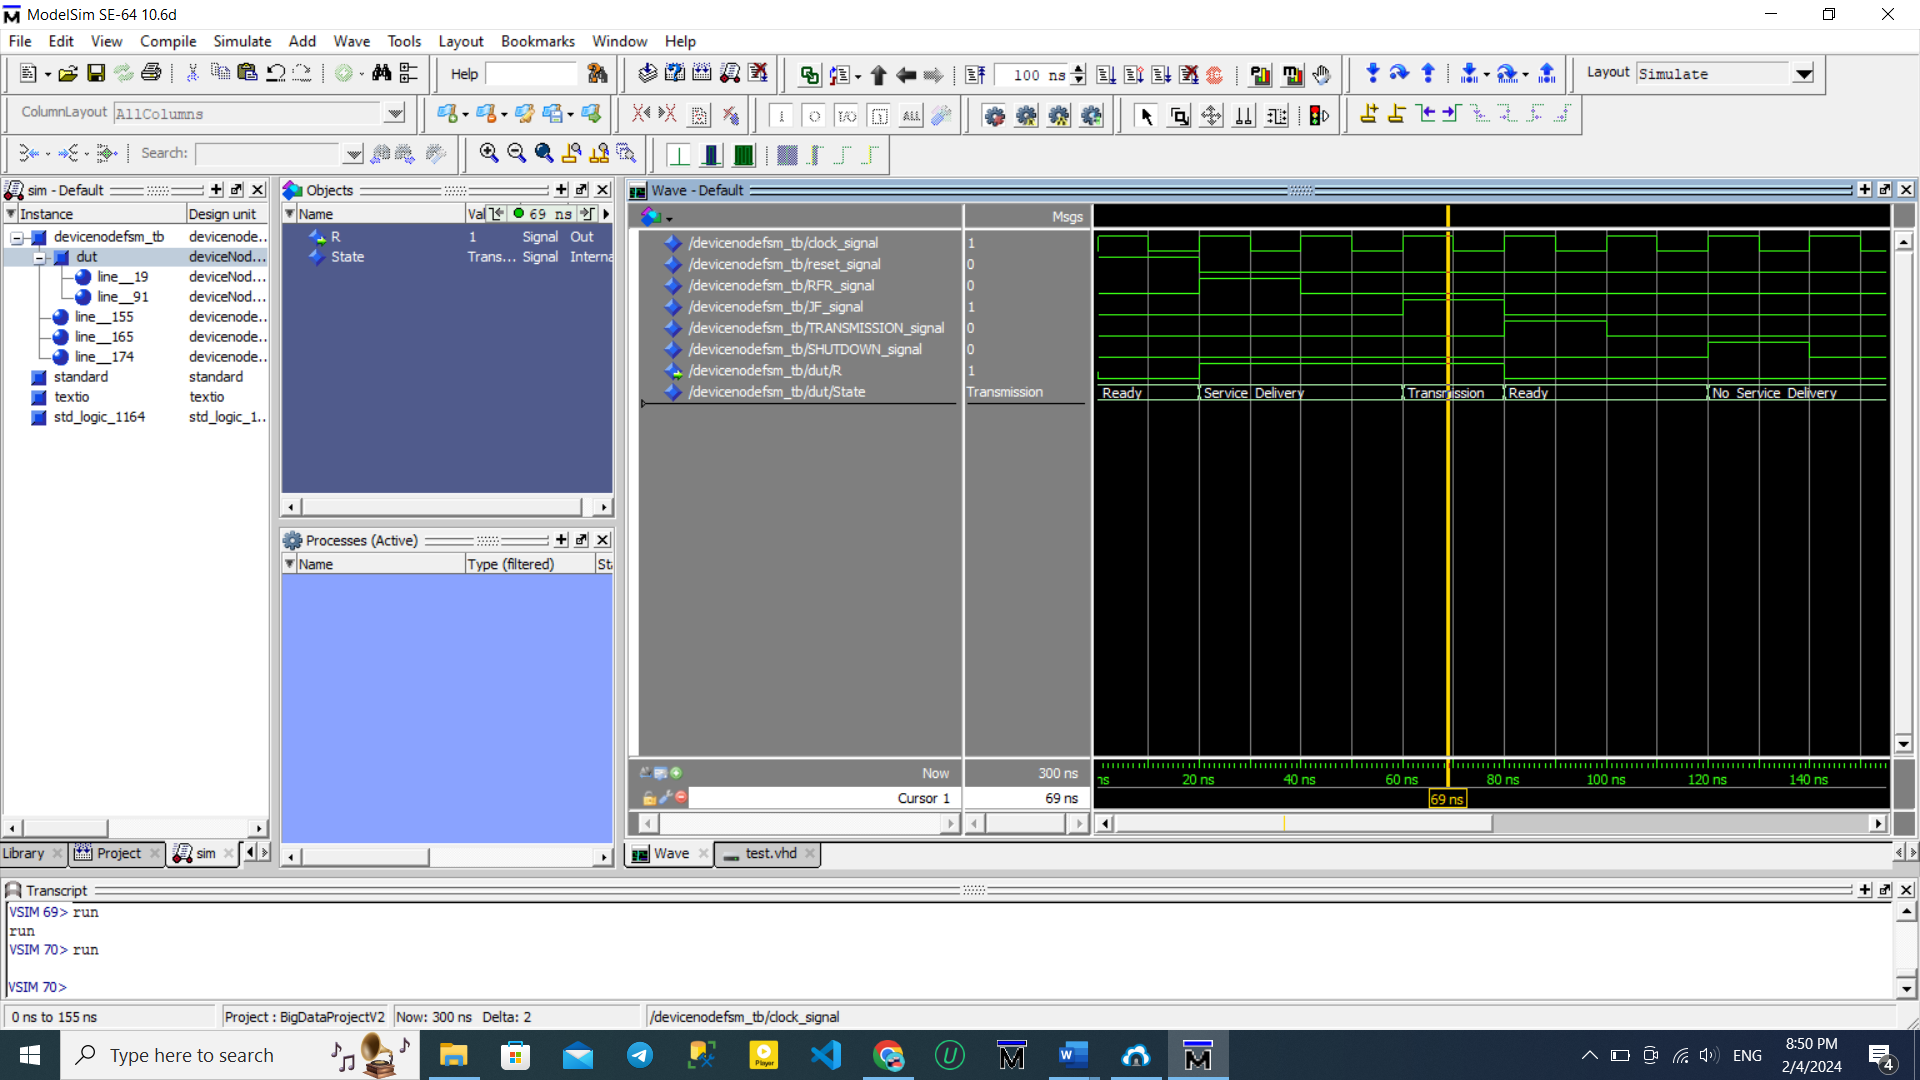 ModelSim SE-64 10.6d
File Edit View Compile Simulate Add Wave Tools Layout Bookmarks Window Help
Help 100 ns Layout Simulate
ColumnLayout AllColumns
Search:
sim - Default
Instance Design unit
devicenodefsm_tb devicenode..
dut deviceNod...
line__19 deviceNod...
line__91 deviceNod...
line__155 devicenode..
line__165 devicenode..
line__174 devicenode..
standard standard
textio textio
std_logic_1164 std_logic_1..
Library Project sim
Objects
Name Val 69 ns
R 1 Signal Out
State Trans... Signal Interna
Processes (Active)
Name Type (filtered) St
Wave - Default
Msgs
/devicenodefsm_tb/clock_signal 1
/devicenodefsm_tb/reset_signal 0
/devicenodefsm_tb/RFR_signal 0
/devicenodefsm_tb/JF_signal 1
/devicenodefsm_tb/TRANSMISSION_signal 0
/devicenodefsm_tb/SHUTDOWN_signal 0
/devicenodefsm_tb/dut/R 1
/devicenodefsm_tb/dut/State Transmission Ready Service Delivery Transmission Ready No Service Delivery
Now 300 ns ns 20 ns 40 ns 60 ns 80 ns 100 ns 120 ns 140 ns
Cursor 1 69 ns 69 ns
Wave test.vhd
Transcript
VSIM 69> run
run
VSIM 70> run
VSIM 70>
0 ns to 155 ns Project : BigDataProjectV2 Now: 300 ns Delta: 2 /devicenodefsm_tb/clock_signal
Type here to search ENG 8:50 PM
2/4/2024 4